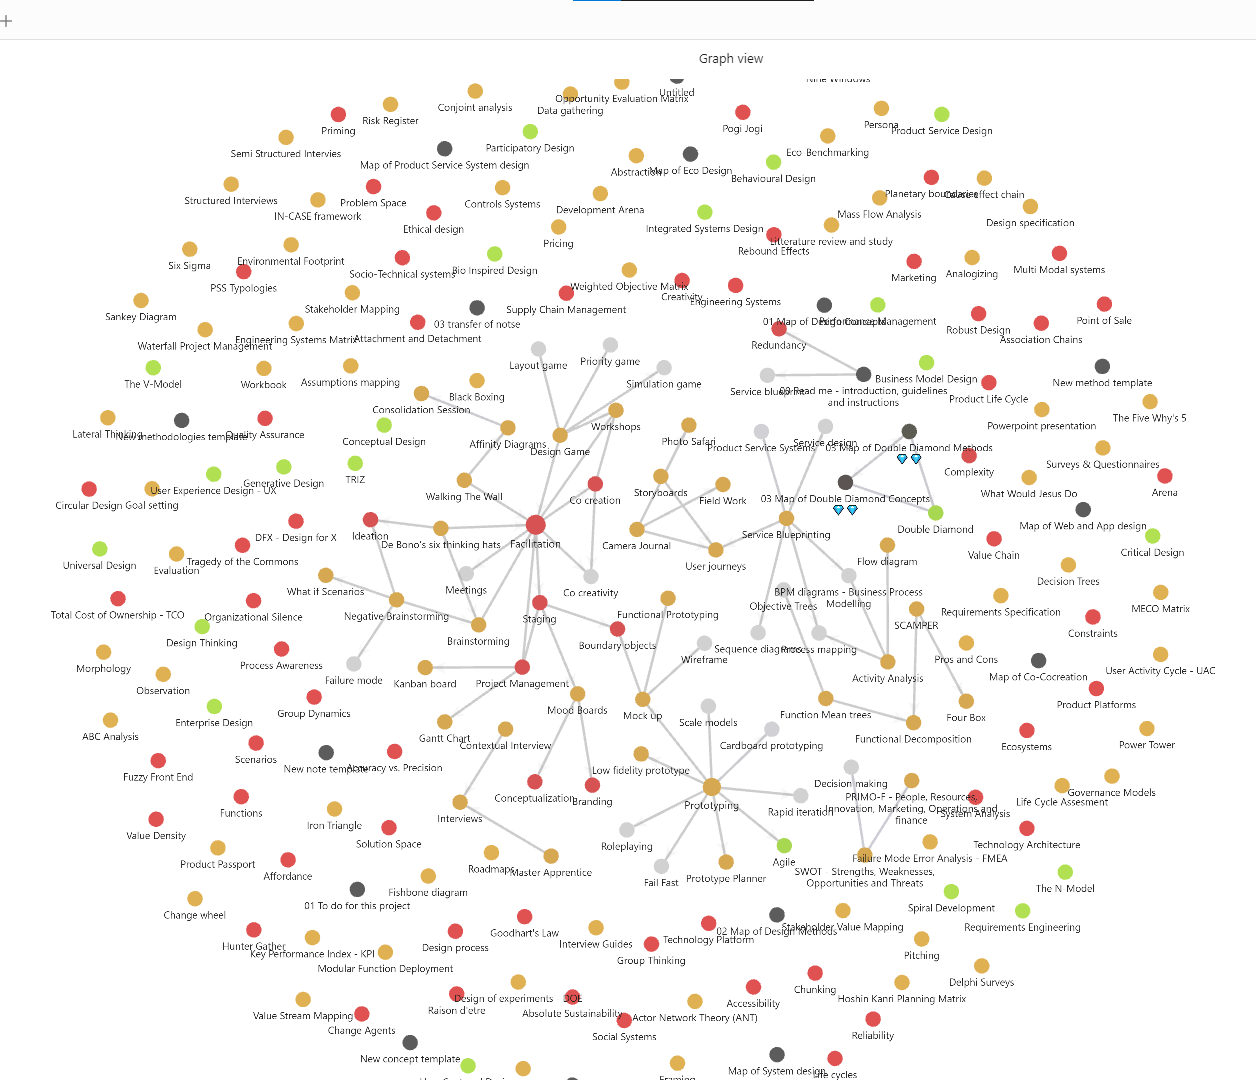 Graph view
Nine Windows
Untitled
Opportunity Evaluation Matrix
Data gathering
Conjoint analysis
Risk Register
Priming
Pogi Jogi
Persona
Product Service Design
Semi Structured Intervies
Participatory Design
Map of Product Service System design
Abstraction
Map of Eco Design
Eco-Benchmarking
Behavioural Design
Structured Interviews
IN-CASE framework
Problem Space
Controls Systems
Development Arena
Planetary boundaries
Cause effect chain
Mass Flow Analysis
Design specification
Ethical design
Pricing
Integrated Systems Design
Literature review and study
Rebound Effects
Six Sigma
Environmental Footprint
PSS Typologies
Socio-Technical systems
Bio Inspired Design
Weighted Objective Matrix
Creativity
Engineering Systems
Marketing
Analogizing
Multi Modal systems
Sankey Diagram
Stakeholder Mapping
Supply Chain Management
03 transfer of notse
01 Map of Design Concepts
Performance Management
Robust Design
Association Chains
Point of Sale
Waterfall Project Management
Engineering Systems Matrix
Attachment and Detachment
Redundancy
Layout game
Priority game
Simulation game
The V-Model
Workbook
Assumptions mapping
Black Boxing
Consolidation Session
Service blueprint
00 Read me - introduction, guidelines
and instructions
Business Model Design
Product Life Cycle
New method template
The Five Why's 5
Powerpoint presentation
Lateral Thinking
New methodologies template
Quality Assurance
Conceptual Design
Affinity Diagrams
Design Game
Workshops
Photo Safari
Product Service Systems
Service design
03 Map of Double Diamond Methods
💎💎
Complexity
Surveys & Questionnaires
Circular Design
Goal setting
User Experience Design - UX
Generative Design
TRIZ
Walking The Wall
Co creation
Storyboards
Field Work
03 Map of Double Diamond Concepts
💎💎
What Would Jesus Do
Arena
DFX - Design for X
Ideation
De Bono's six thinking hats
Facilitation
Camera Journal
Service Blueprinting
Double Diamond
Map of Web and App design
Universal Design
Evaluation
Tragedy of the Commons
User journeys
Flow diagram
Value Chain
Critical Design
What if Scenarios
Meetings
Co creativity
BPM diagrams - Business Process
Modelling
Objective Trees
Decision Trees
Total Cost of Ownership - TCO
Organizational Silence
Negative Brainstorming
Staging
Functional Prototyping
SCAMPER
Requirements Specification
MECO Matrix
Design Thinking
Brainstorming
Boundary objects
Wireframe
Sequence diagrams
Process mapping
Constraints
Morphology
Process Awareness
Failure mode
Kanban board
Project Management
Activity Analysis
Pros and Cons
Map of Co-Cocreation
User Activity Cycle - UAC
Observation
Group Dynamics
Mood Boards
Mock up
Function Mean trees
Four Box
Product Platforms
ABC Analysis
Enterprise Design
Gantt Chart
Contextual Interview
Scale models
Cardboard prototyping
Functional Decomposition
Ecosystems
Power Tower
Scenarios
New note template
Accuracy vs. Precision
Low fidelity prototype
Fuzzy Front End
Conceptualization
Branding
Prototyping
Rapid iteration
Decision making
PRIMO-F - People, Resources,
Innovation, Marketing, Operations and
finance
System Analysis
Life Cycle Assesment
Governance Models
Functions
Iron Triangle
Interviews
Value Density
Solution Space
Roleplaying
Agile
Failure Mode Error Analysis - FMEA
Technology Architecture
Product Passport
Affordance
Roadmaps
Master Apprentice
Fail Fast
Prototype Planner
SWOT - Strengths, Weaknesses,
Opportunities and Threats
The N-Model
Fishbone diagram
01 To do for this project
Change wheel
Spiral Development
Requirements Engineering
Hunter Gather
Key Performance Index - KPI
Design process
Goodhart's Law
Interview Guides
Technology Platform
02 Map of Design Methods
Stakeholder Value Mapping
Modular Function Deployment
Group Thinking
Pitching
Delphi Surveys
Value Stream Mapping
Raison d'etre
Design of experiments - DOE
Absolute Sustainability
Actor Network Theory (ANT)
Accessibility
Chunking
Hoshin Kanri Planning Matrix
Change Agents
Social Systems
Reliability
New concept template
Map of System design
Life cycles
Framing